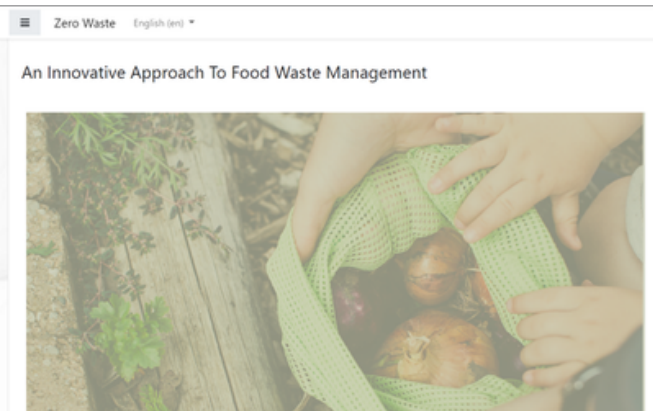 Zero Waste English (en)
An Innovative Approach To Food Waste Management